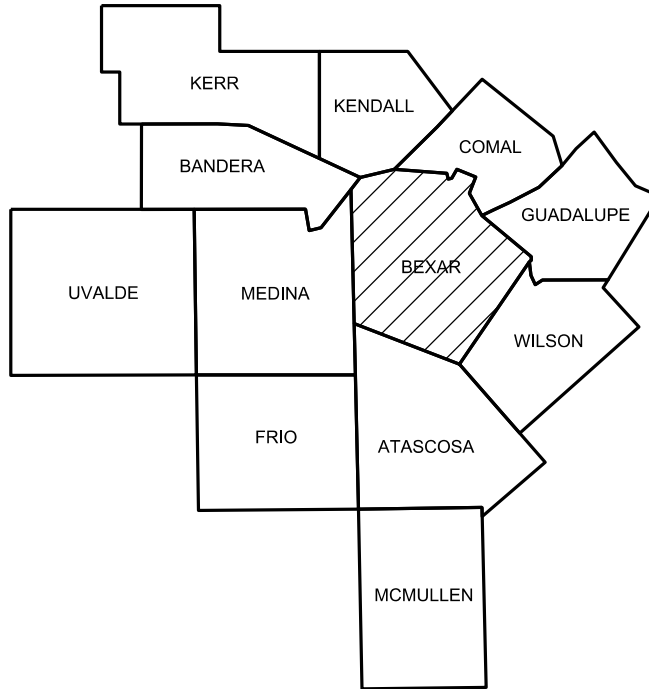 KERR
KENDALL
COMAL
BANDERA
GUADALUPE
BEXAR
UVALDE
MEDINA
WILSON
FRIO
ATASCOSA
MCMULLEN